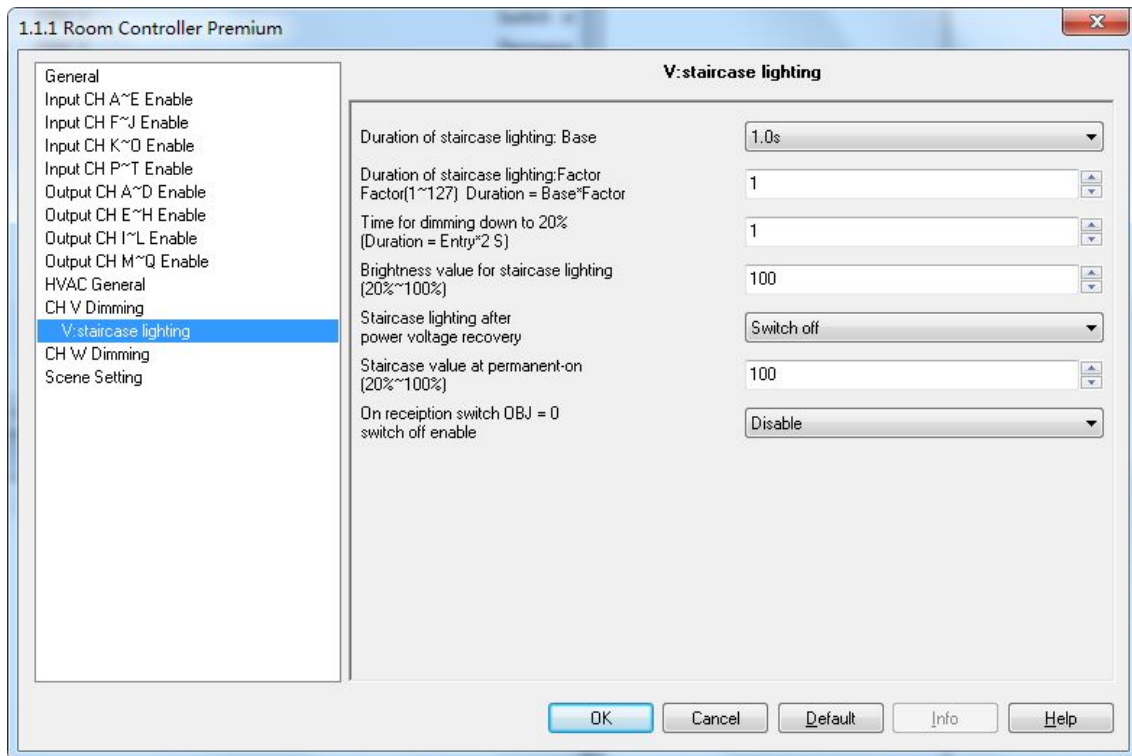 1.1.1 Room Controller Premium
General
Input CH A~E Enable
Input CH F~J Enable
Input CH K~O Enable
Input CH P~T Enable
Output CH A~D Enable
Output CH E~H Enable
Output CH I~L Enable
Output CH M~Q Enable
HVAC General
CH V Dimming
V:staircase lighting
CH W Dimming
Scene Setting
V:staircase lighting
Duration of staircase lighting: Base
1.0s
Duration of staircase lighting:Factor
Factor(1~127) Duration = Base*Factor
1
Time for dimming down to 20%
(Duration = Entry*2 S)
1
Brightness value for staircase lighting
(20%~100%)
100
Staircase lighting after
power voltage recovery
Switch off
Staircase value at permanent-on
(20%~100%)
100
On receiption switch OBJ = 0
switch off enable
Disable
OK
Cancel
Default
Info
Help